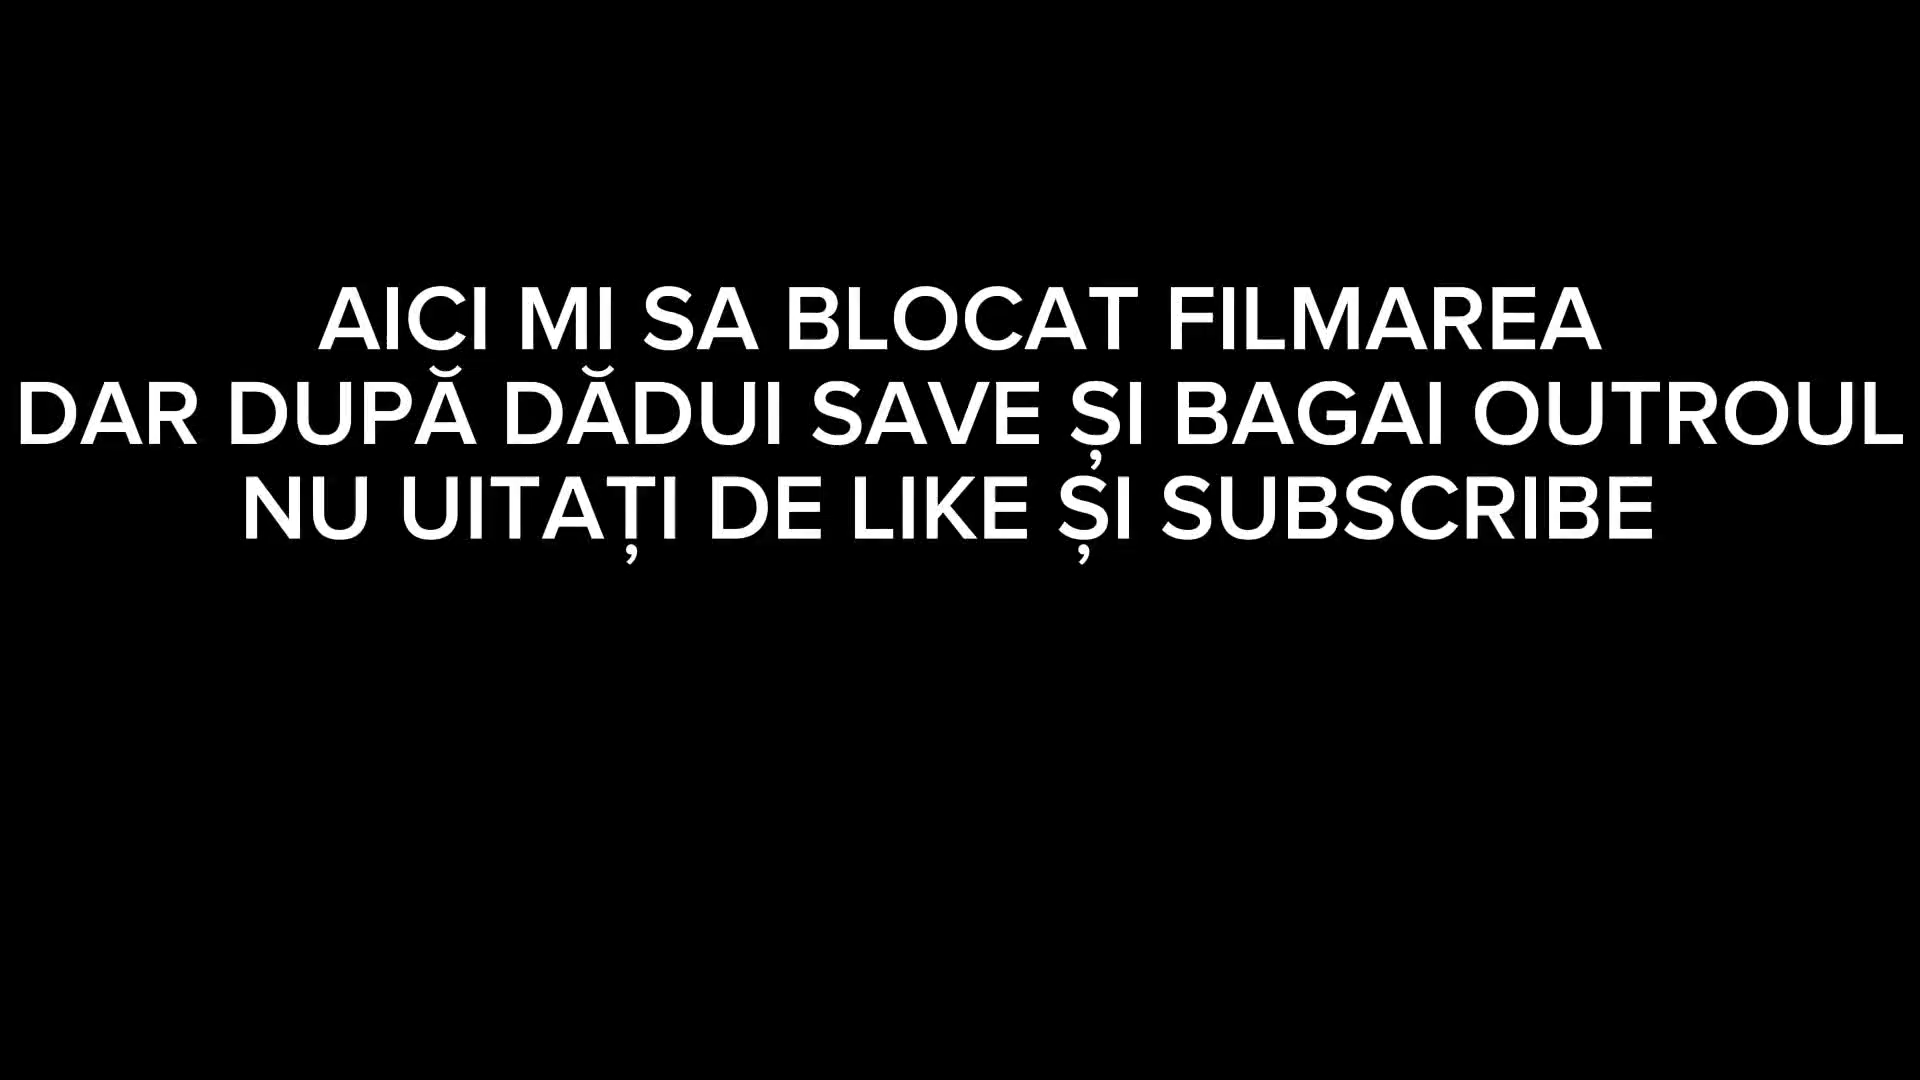 AICI MI SA BLOCAT FILMAREA
DAR DUPĂ DĂDUI SAVE ȘI BAGAI OUTROUL
NU UITAȚI DE LIKE ȘI SUBSCRIBE